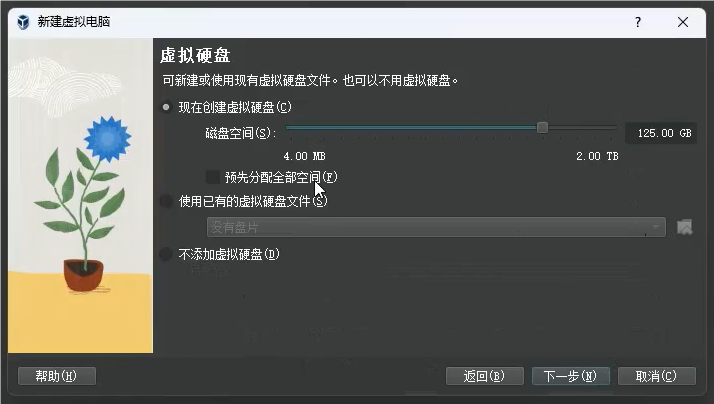 新建虚拟电脑
?
虚拟硬盘
可新建或使用现有虚拟硬盘文件。也可以不用虚拟硬盘。
现在创建虚拟硬盘(C)
磁盘空间(S):
125.00 GB
4.00 MB
2.00 TB
预先分配全部空间(F)
使用已有的虚拟硬盘文件(S)
没有盘片
不添加虚拟硬盘(D)
帮助(H)
返回(B)
下一步(N)
取消(C)